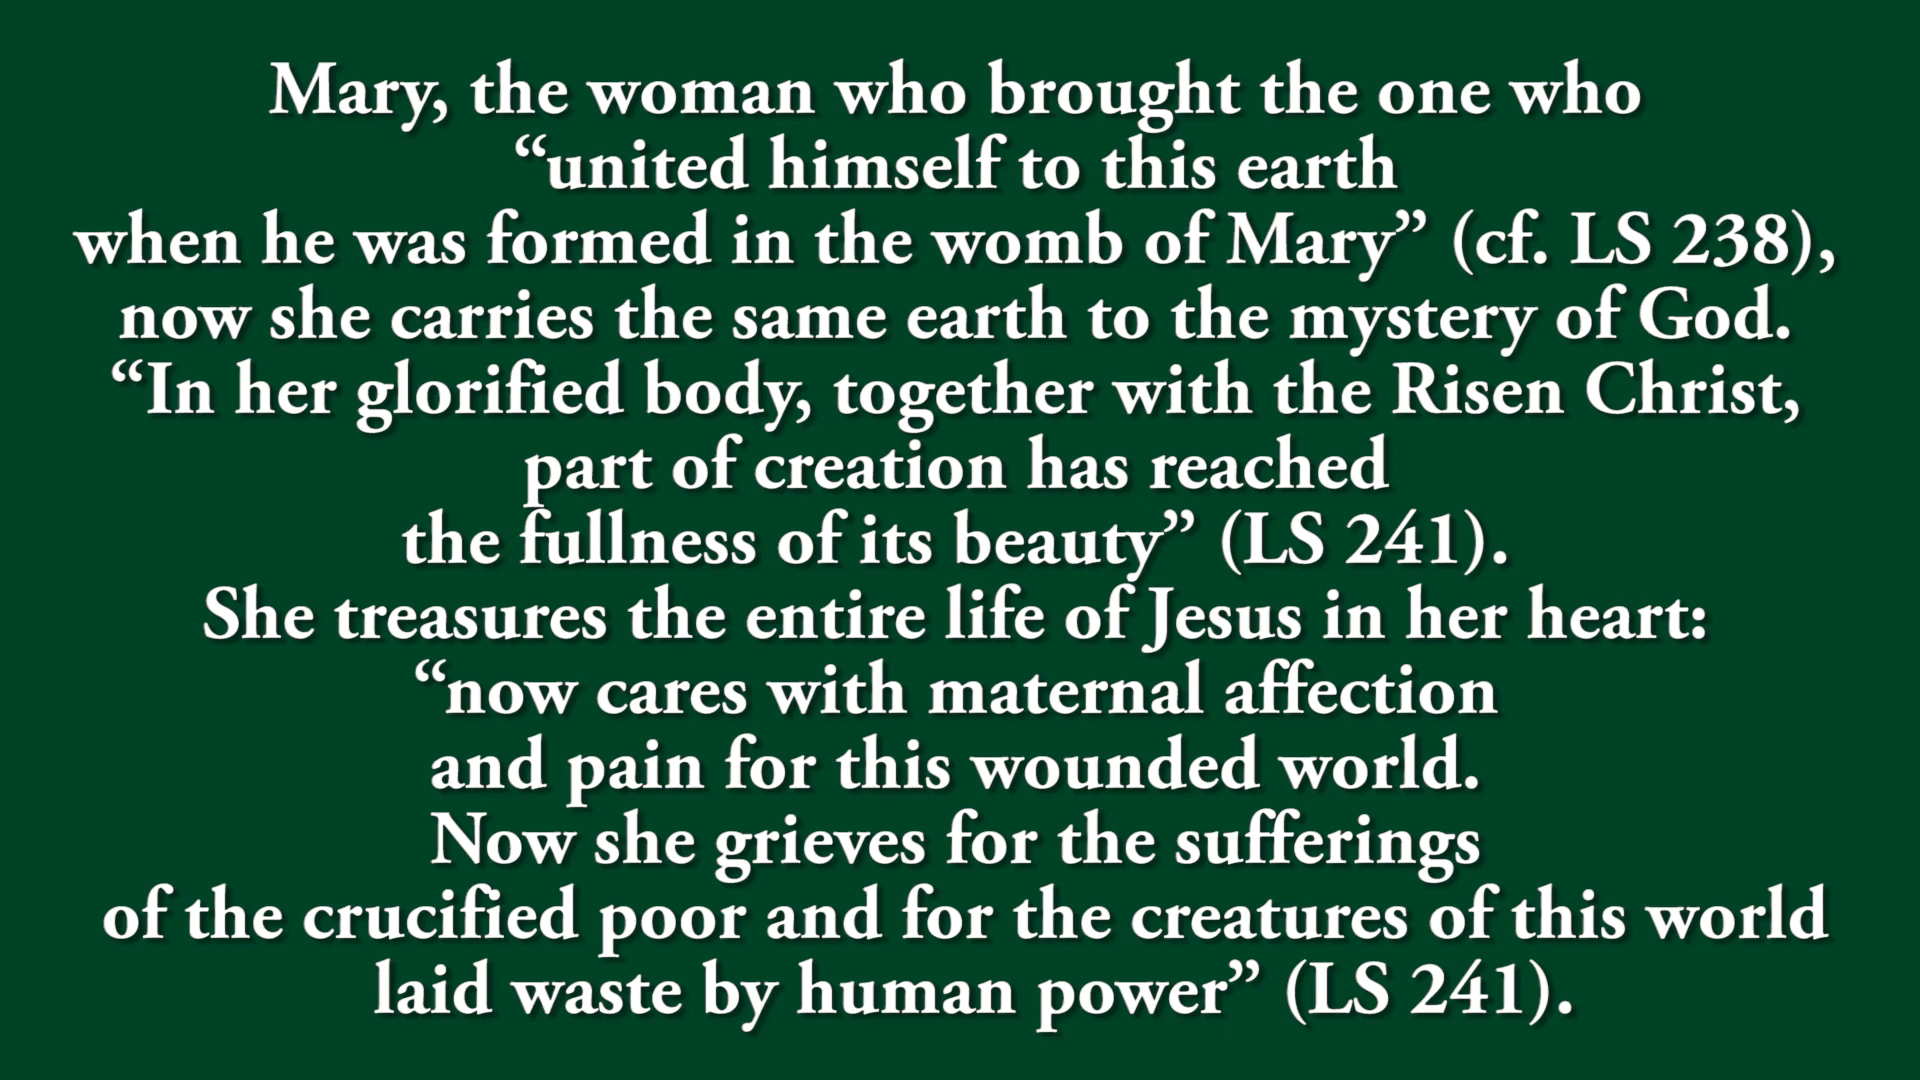 Mary, the woman who brought the one who
“united himself to this earth
when he was formed in the womb of Mary” (cf. LS 238),
now she carries the same earth to the mystery of God.
“In her glorified body, together with the Risen Christ,
part of creation has reached
the fullness of its beauty” (LS 241).
She treasures the entire life of Jesus in her heart:
“now cares with maternal affection
and pain for this wounded world.
Now she grieves for the sufferings
of the crucified poor and for the creatures of this world
laid waste by human power” (LS 241).